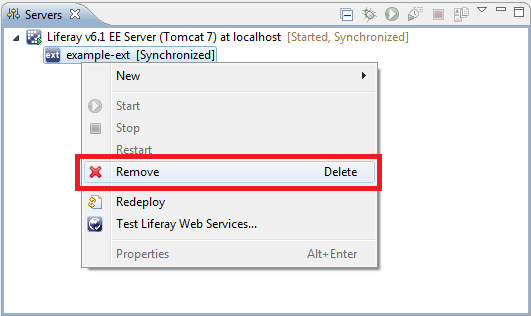 Servers
Liferay v6.1 EE Server (Tomcat 7) at localhost [Started, Synchronized]
ext example-ext [Synchronized]
New
Start
Stop
Restart
Remove Delete
Redeploy
Test Liferay Web Services...
Properties Alt+Enter